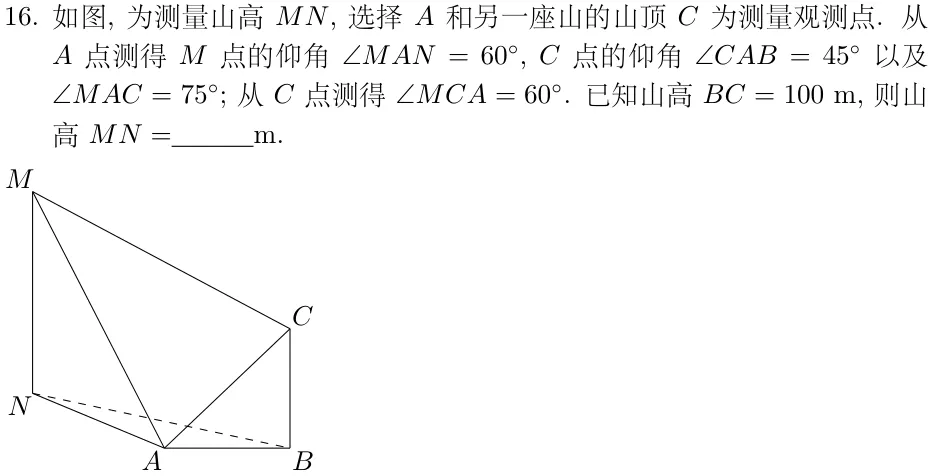 16. 如图, 为测量山高 MN, 选择 A 和另一座山的山顶 C 为测量观测点. 从
A 点测得 M 点的仰角 ∠MAN = 60°, C 点的仰角 ∠CAB = 45° 以及
∠MAC = 75°; 从 C 点测得 ∠MCA = 60°. 已知山高 BC = 100 m, 则山
高 MN =______m.
M
C
N
A
B